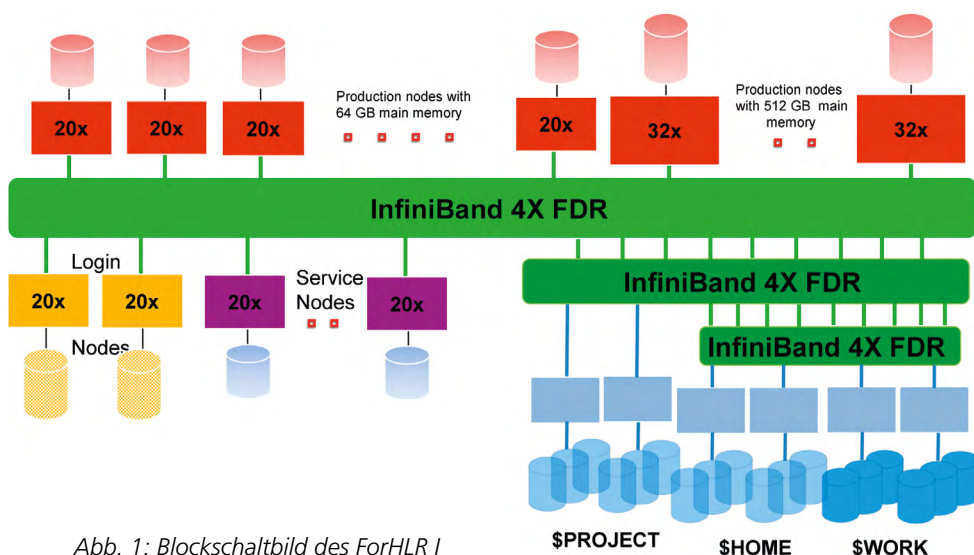 Production nodes with
64 GB main memory
Production nodes
with 512 GB main
memory
20x
20x
20x
20x
32x
32x
InfiniBand 4X FDR
Login
Service
Nodes
20x
20x
20x
20x
Nodes
InfiniBand 4X FDR
InfiniBand 4X FDR
$PROJECT
$HOME
$WORK
Abb. 1: Blockschaltbild des ForHLR I